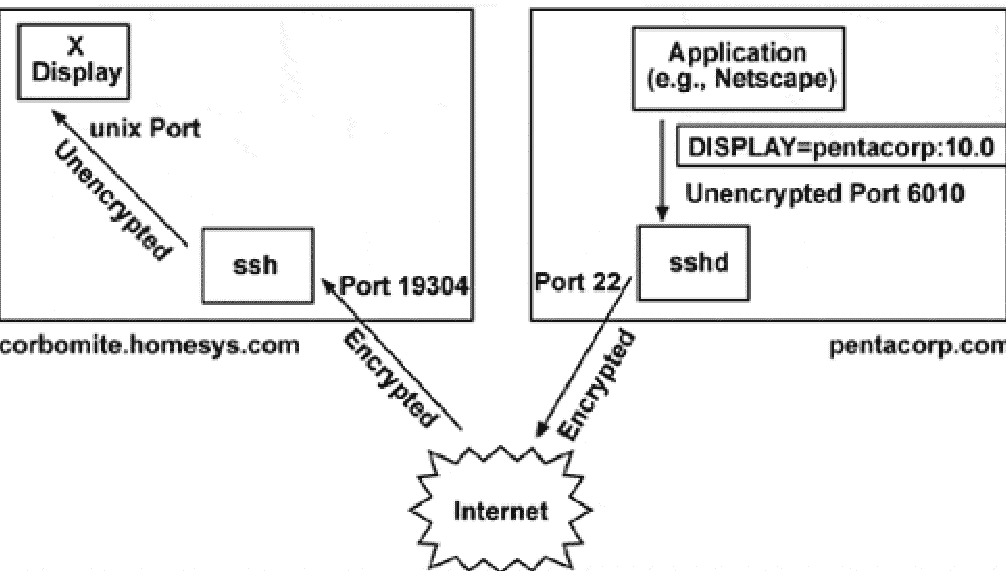 X
Display
unix Port
Unencrypted
ssh
Port 19304
corbomite.homesys.com
Encrypted
Application
(e.g., Netscape)
DISPLAY=pentacorp:10.0
Unencrypted Port 6010
sshd
Port 22
pentacorp.com
Encrypted
Internet